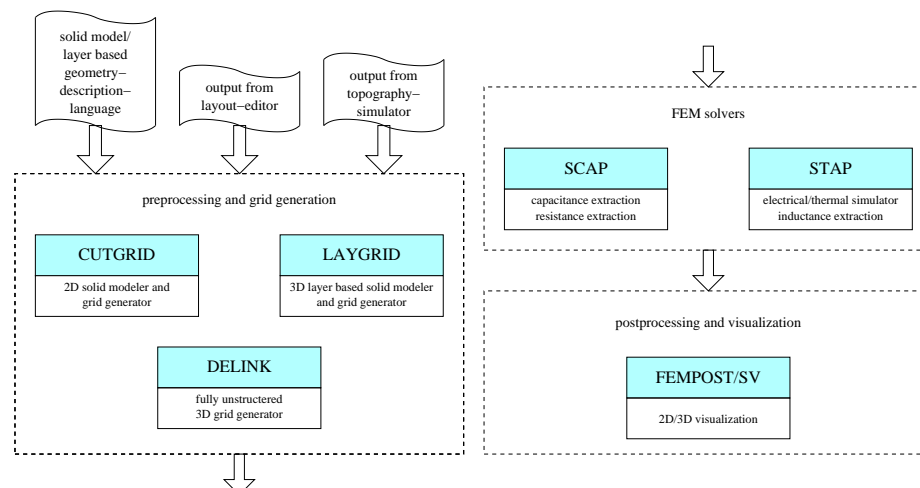 solid model/
layer based
geometry–
description–
language
output from
layout–editor
output from
topography–
simulator
preprocessing and grid generation
CUTGRID
2D solid modeler and
grid generator
LAYGRID
3D layer based solid modeler
and grid generator
DELINK
fully unstructered
3D grid generator
FEM solvers
SCAP
capacitance extraction
resistance extraction
STAP
electrical/thermal simulator
inductance extraction
postprocessing and visualization
FEMPOST/SV
2D/3D visualization